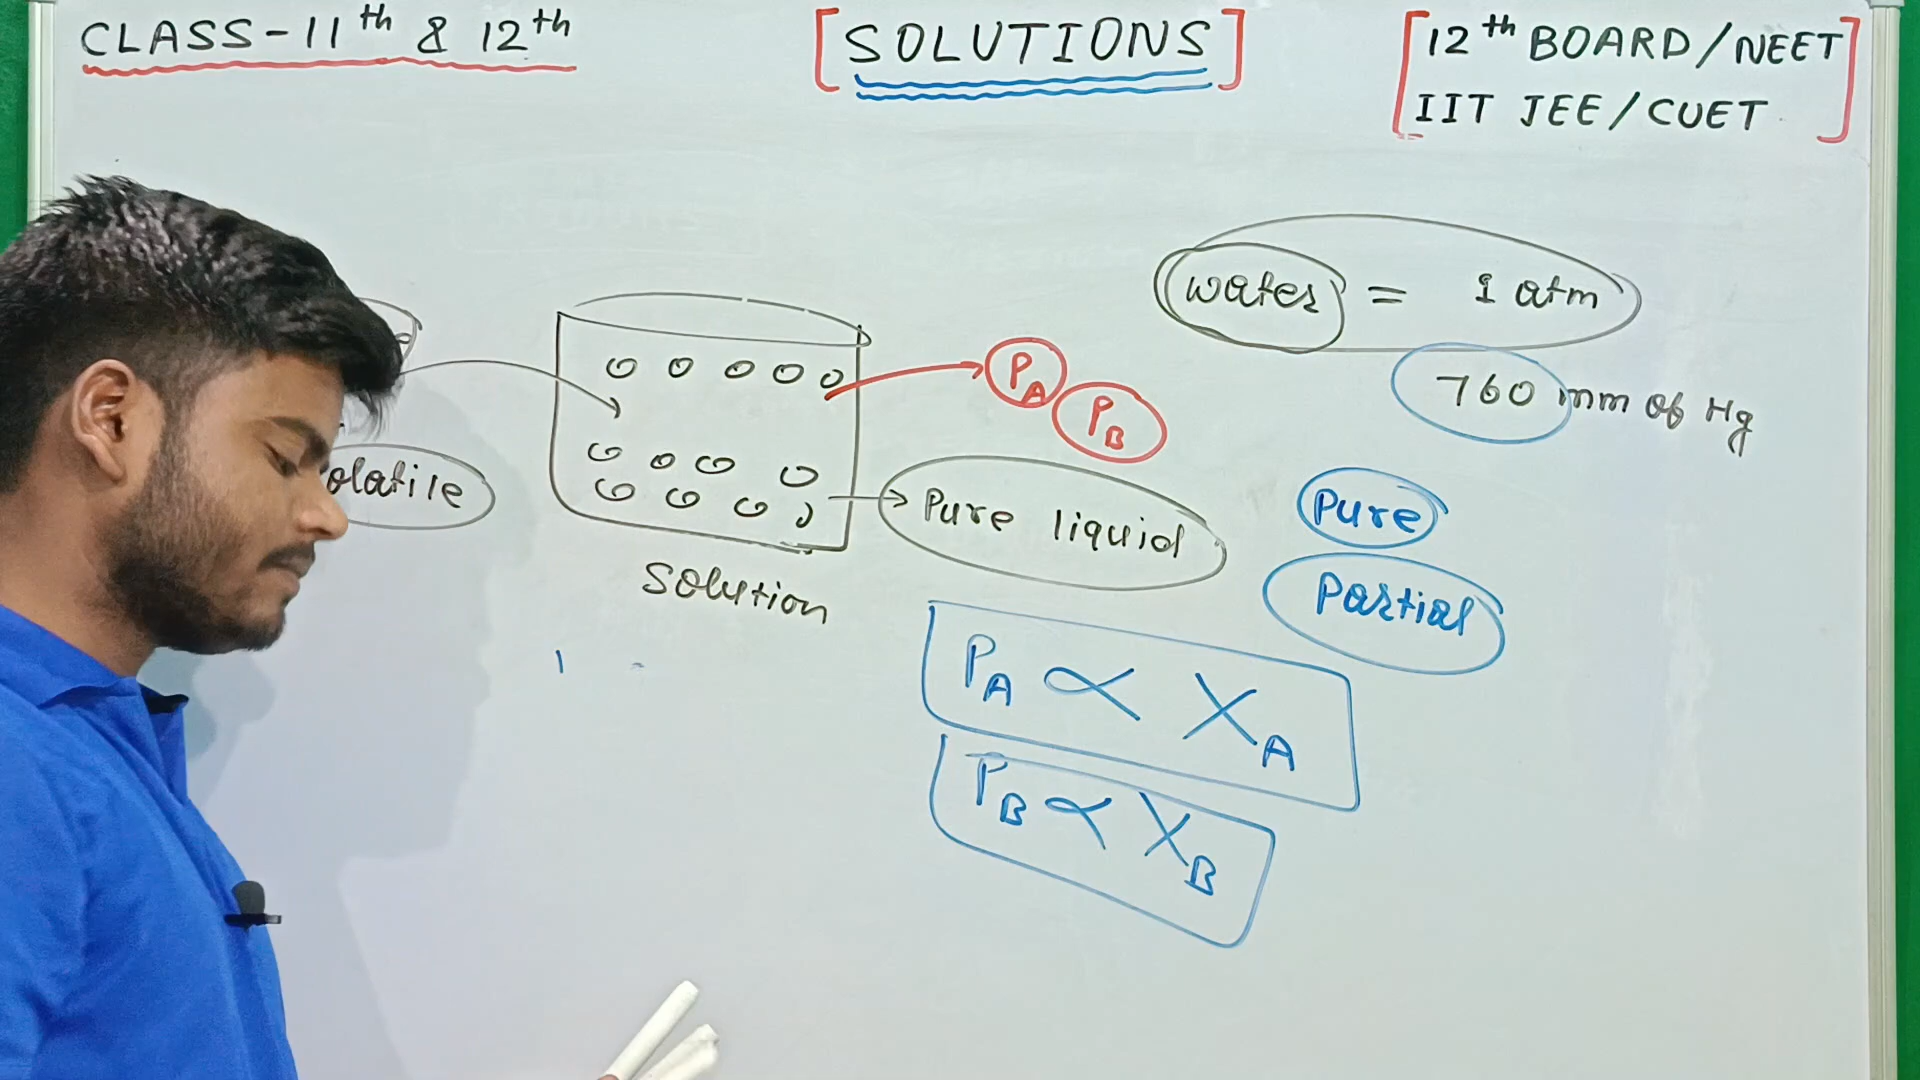 CLASS-11th & 12th
[SOLUTIONS]
[12th BOARD/NEET
IIT JEE/CUET]
water = 1 atm
760 mm of Hg
PA
PB
olatile
Pure liquid
Solution
Pure
Partial
PA ∝ XA
PB ∝ XB